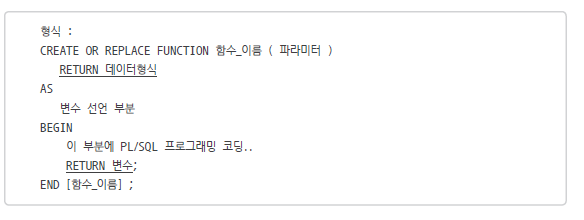 형식 :
CREATE OR REPLACE FUNCTION 함수_이름 ( 파라미터 )
RETURN 데이터형식
AS
변수 선언 부분
BEGIN
이 부분에 PL/SQL 프로그래밍 코딩..
RETURN 변수;
END [함수_이름] ;